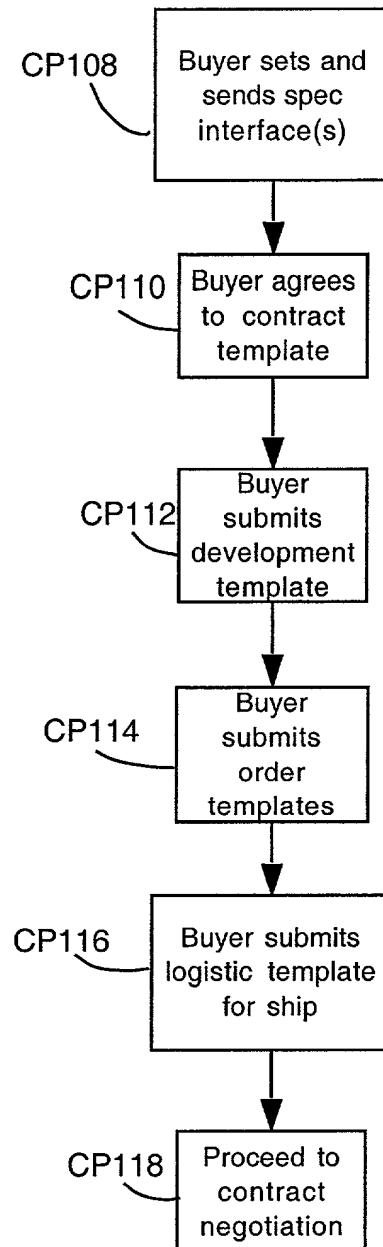 CP108
Buyer sets and
sends spec
interface(s)
CP110
Buyer agrees
to contract
template
CP112
Buyer
submits
development
template
CP114
Buyer
submits
order
templates
CP116
Buyer submits
logistic template
for ship
CP118
Proceed to
contract
negotiation